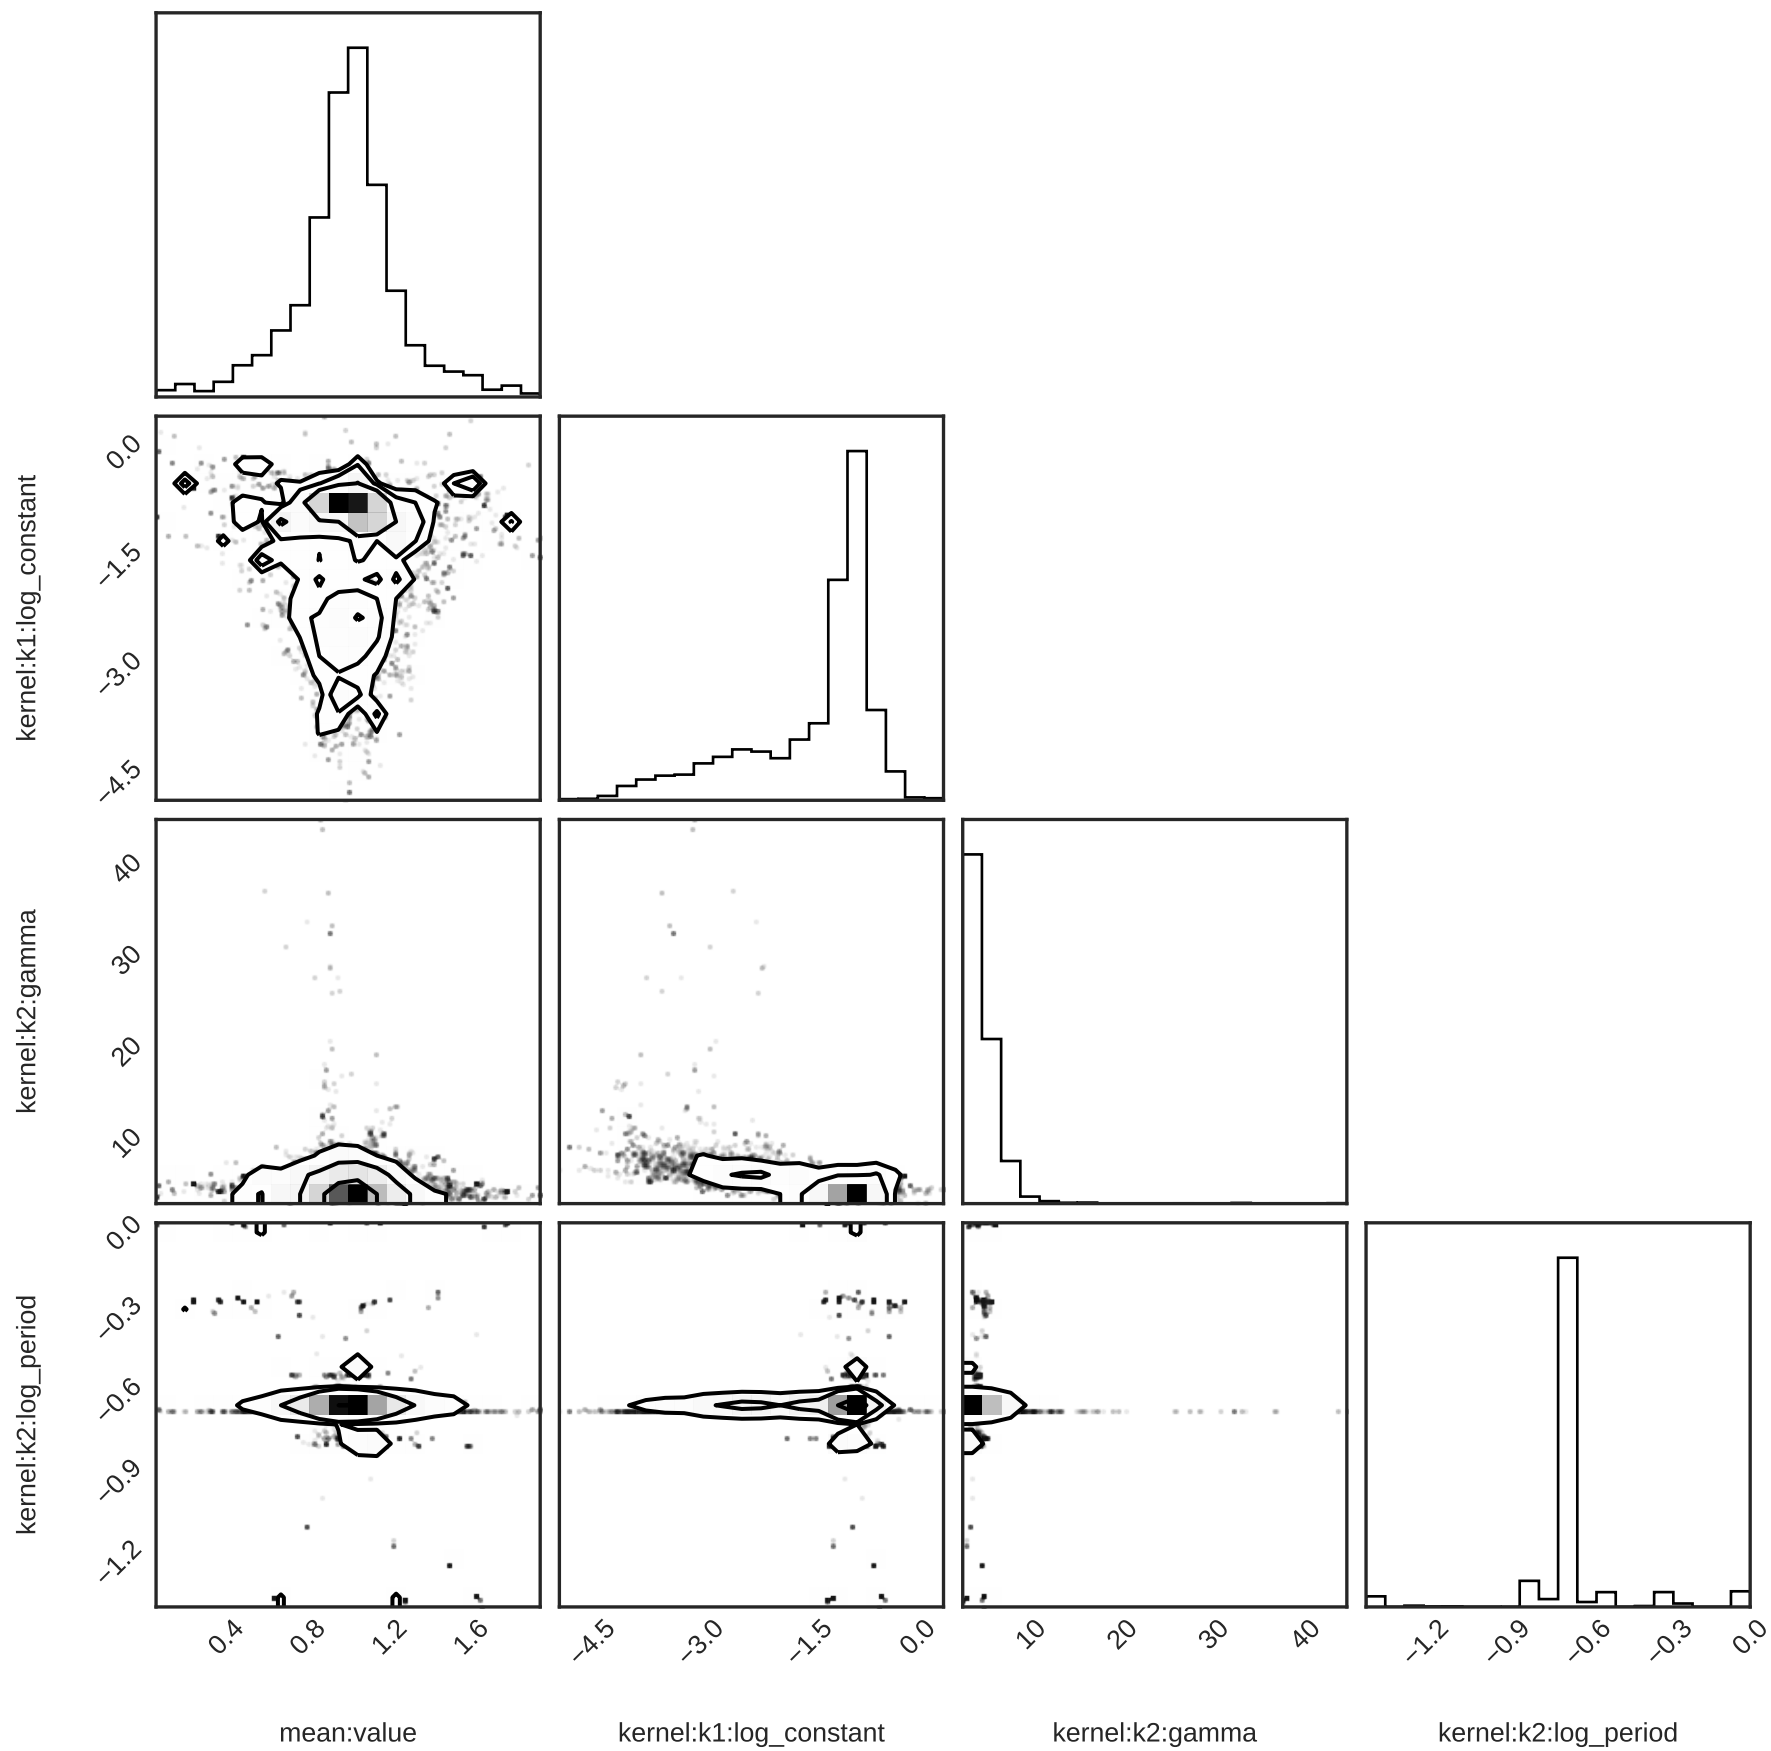 kernel:k1:log_constant
0.0
−1.5
−3.0
−4.5
kernel:k2:gamma
40
30
20
10
kernel:k2:log_period
0.0
−0.3
−0.6
−0.9
−1.2
0.4 0.8 1.2 1.6 −4.5 −3.0 −1.5 0.0 10 20 30 40 −1.2 −0.9 −0.6 −0.3 0.0
mean:value kernel:k1:log_constant kernel:k2:gamma kernel:k2:log_period